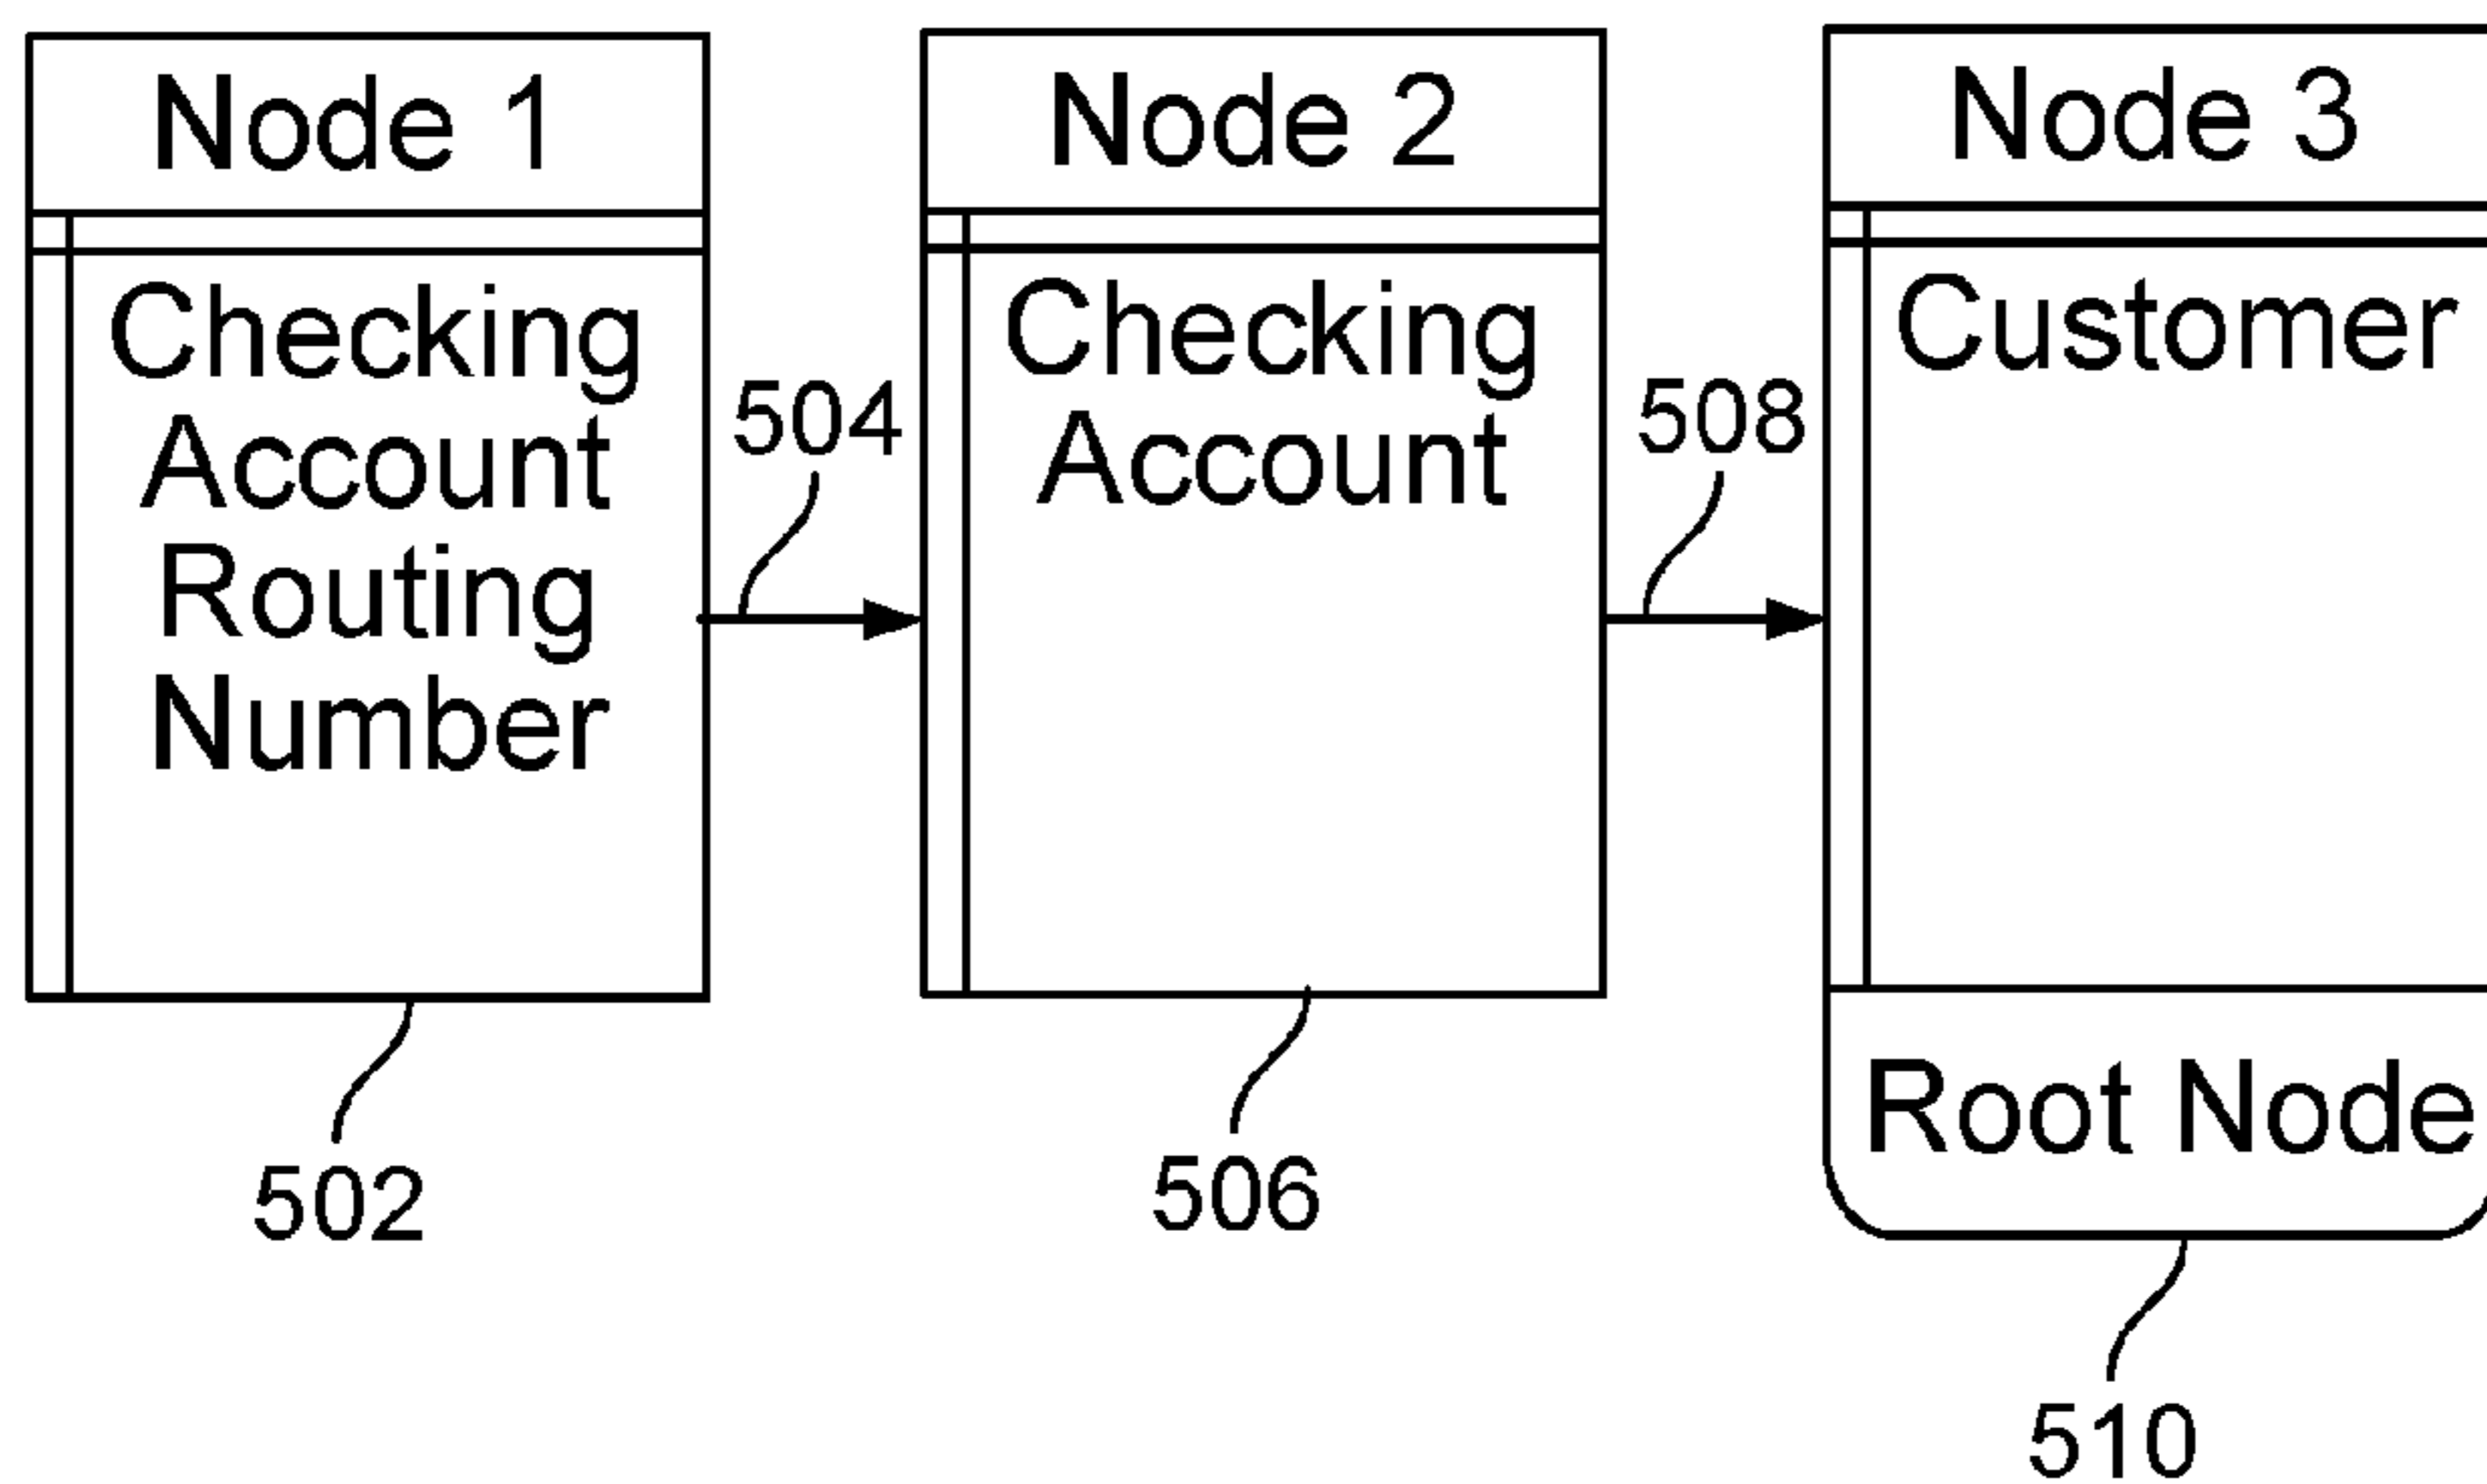 Node 1
Checking
Account
Routing
Number
502
504
Node 2
Checking
Account
506
508
Node 3
Customer
Root Node
510